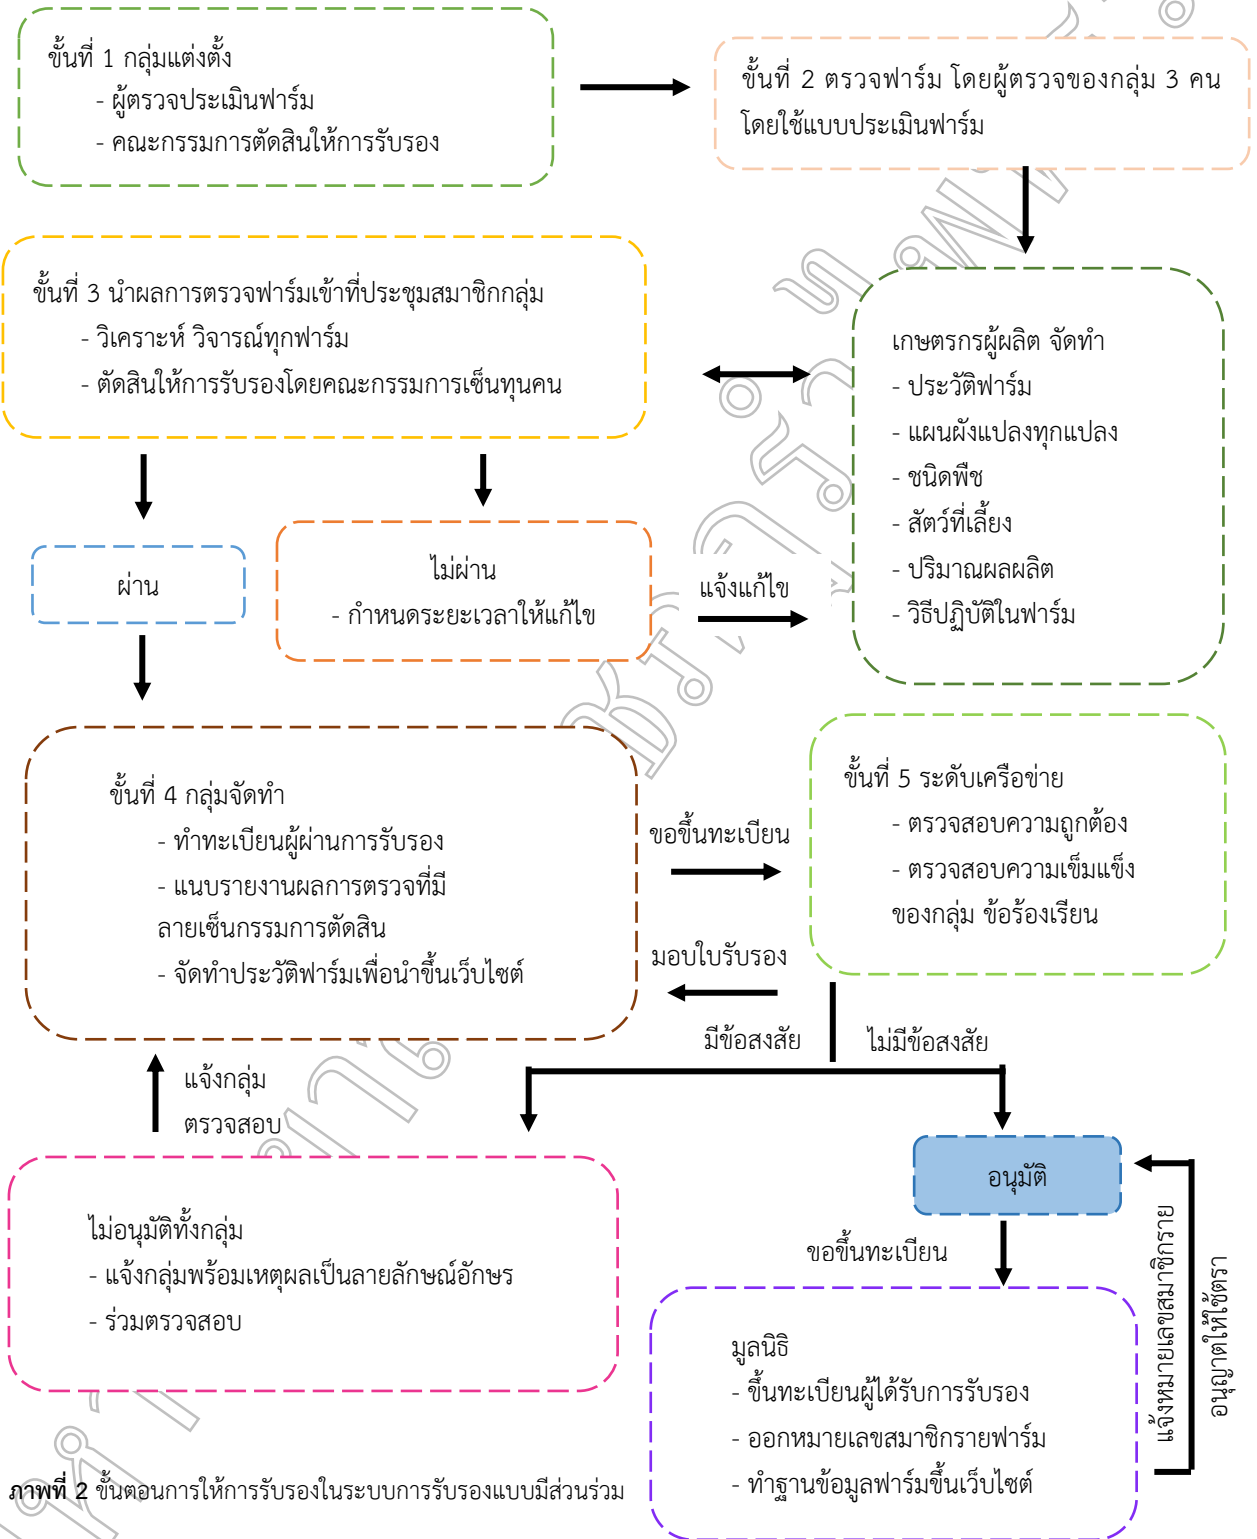 ขั้นที่ 1 กลุ่มแต่งตั้ง
- ผู้ตรวจประเมินฟาร์ม
- คณะกรรมการตัดสินให้การรับรอง
ขั้นที่ 2 ตรวจฟาร์ม โดยผู้ตรวจของกลุ่ม 3 คน
โดยใช้แบบประเมินฟาร์ม
ขั้นที่ 3 นำผลการตรวจฟาร์มเข้าที่ประชุมสมาชิกกลุ่ม
- วิเคราะห์ วิจารณ์ทุกฟาร์ม
- ตัดสินให้การรับรองโดยคณะกรรมการเซ็นทุนคน
เกษตรกรผู้ผลิต จัดทำ
- ประวัติฟาร์ม
- แผนผังแปลงทุกแปลง
- ชนิดพืช
- สัตว์ที่เลี้ยง
- ปริมาณผลผลิต
- วิธีปฏิบัติในฟาร์ม
ผ่าน
ไม่ผ่าน
- กำหนดระยะเวลาให้แก้ไข
แจ้งแก้ไข
ขั้นที่ 4 กลุ่มจัดทำ
- ทำทะเบียนผู้ผ่านการรับรอง
- แนบรายงานผลการตรวจที่มี
ลายเซ็นกรรมการตัดสิน
- จัดทำประวัติฟาร์มเพื่อนำขึ้นเว็บไซต์
ขอขึ้นทะเบียน
มอบใบรับรอง
ขั้นที่ 5 ระดับเครือข่าย
- ตรวจสอบความถูกต้อง
- ตรวจสอบความเข็มแข็ง
ของกลุ่ม ข้อร้องเรียน
มีข้อสงสัย
ไม่มีข้อสงสัย
แจ้งกลุ่ม
ตรวจสอบ
ไม่อนุมัติทั้งกลุ่ม
- แจ้งกลุ่มพร้อมเหตุผลเป็นลายลักษณ์อักษร
- ร่วมตรวจสอบ
อนุมัติ
ขอขึ้นทะเบียน
มูลนิธิ
- ขึ้นทะเบียนผู้ได้รับการรับรอง
- ออกหมายเลขสมาชิกรายฟาร์ม
- ทำฐานข้อมูลฟาร์มขึ้นเว็บไซต์
แจ้งหมายเลขสมาชิกราย
อนุญาตให้ใช้ตรา
ภาพที่ 2 ขั้นตอนการให้การรับรองในระบบการรับรองแบบมีส่วนร่วม